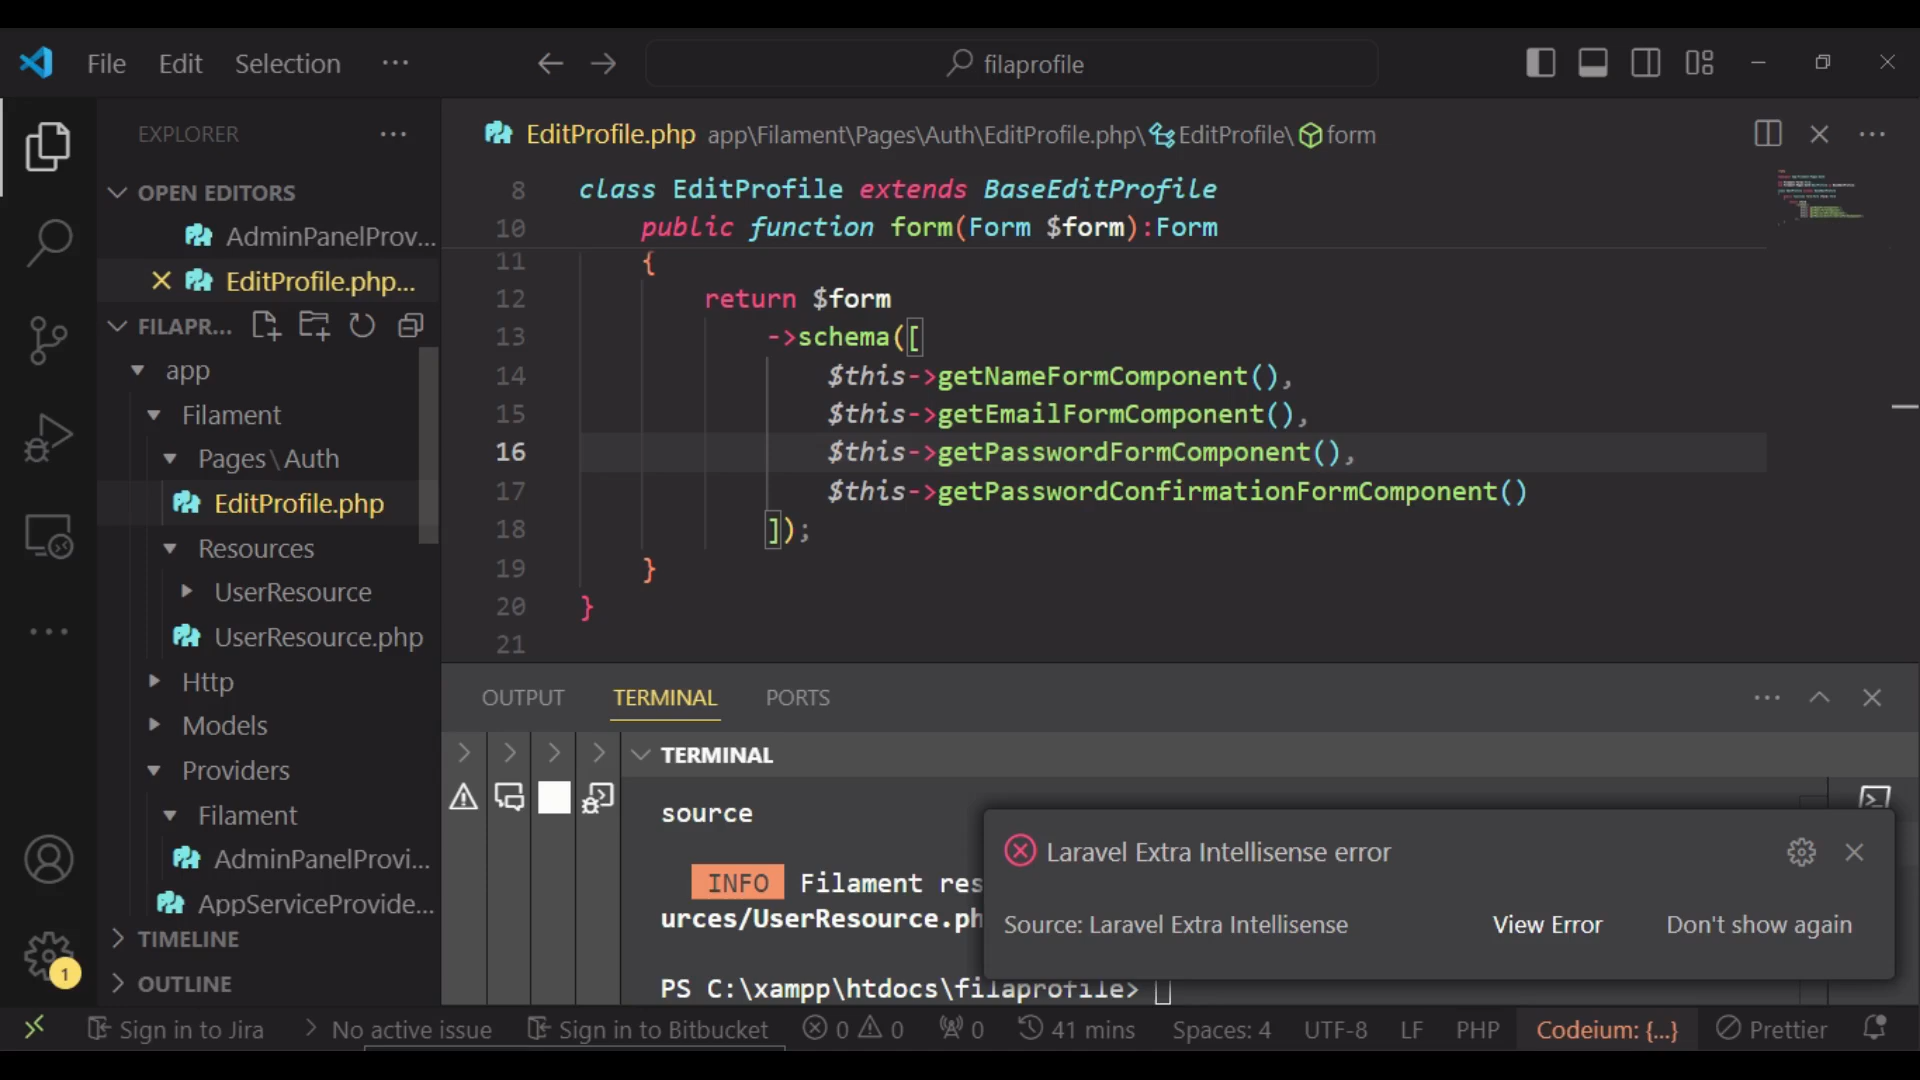 File Edit Selection ···
filaprofile
EXPLORER
OPEN EDITORS
AdminPanelProv...
EditProfile.php...
FILAPR...
app
Filament
Pages\Auth
EditProfile.php
Resources
UserResource
UserResource.php
Http
Models
Providers
Filament
AdminPanelProvi...
AppServiceProvide...
TIMELINE
OUTLINE
1
EditProfile.php app\Filament\Pages\Auth\EditProfile.php\EditProfile\form
8 class EditProfile extends BaseEditProfile
10 public function form(Form $form):Form
11 {
12 return $form
13 ->schema([
14 $this->getNameFormComponent(),
15 $this->getEmailFormComponent(),
16 $this->getPasswordFormComponent(),
17 $this->getPasswordConfirmationFormComponent()
18 ]);
19 }
20 }
21
OUTPUT TERMINAL PORTS
TERMINAL
source
INFO Filament res
urces/UserResource.ph
PS C:\xampp\htdocs\filaprofile>
Laravel Extra Intellisense error
Source: Laravel Extra Intellisense View Error Don't show again
Sign in to Jira No active issue Sign in to Bitbucket 0 0 0 41 mins Spaces: 4 UTF-8 LF PHP Codeium: {...} Prettier